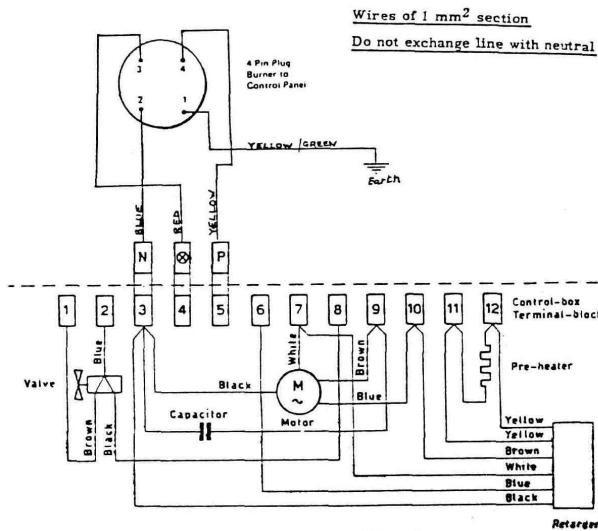 Wires of 1 mm² section
Do not exchange line with neutral
3
4
2
1
4 Pin Plug
Burner to
Control Panel
YELLOW/GREEN
Earth
BLUE
RED
YELLOW
N
P
1
2
3
4
5
6
7
8
9
10
11
12
Control-box
Terminal-block
Blue
White
Brown
Valve
Black
M
~
Blue
Pre-heater
Capacitor
Motor
Brown
Black
Yellow
Yellow
Brown
White
Blue
Black